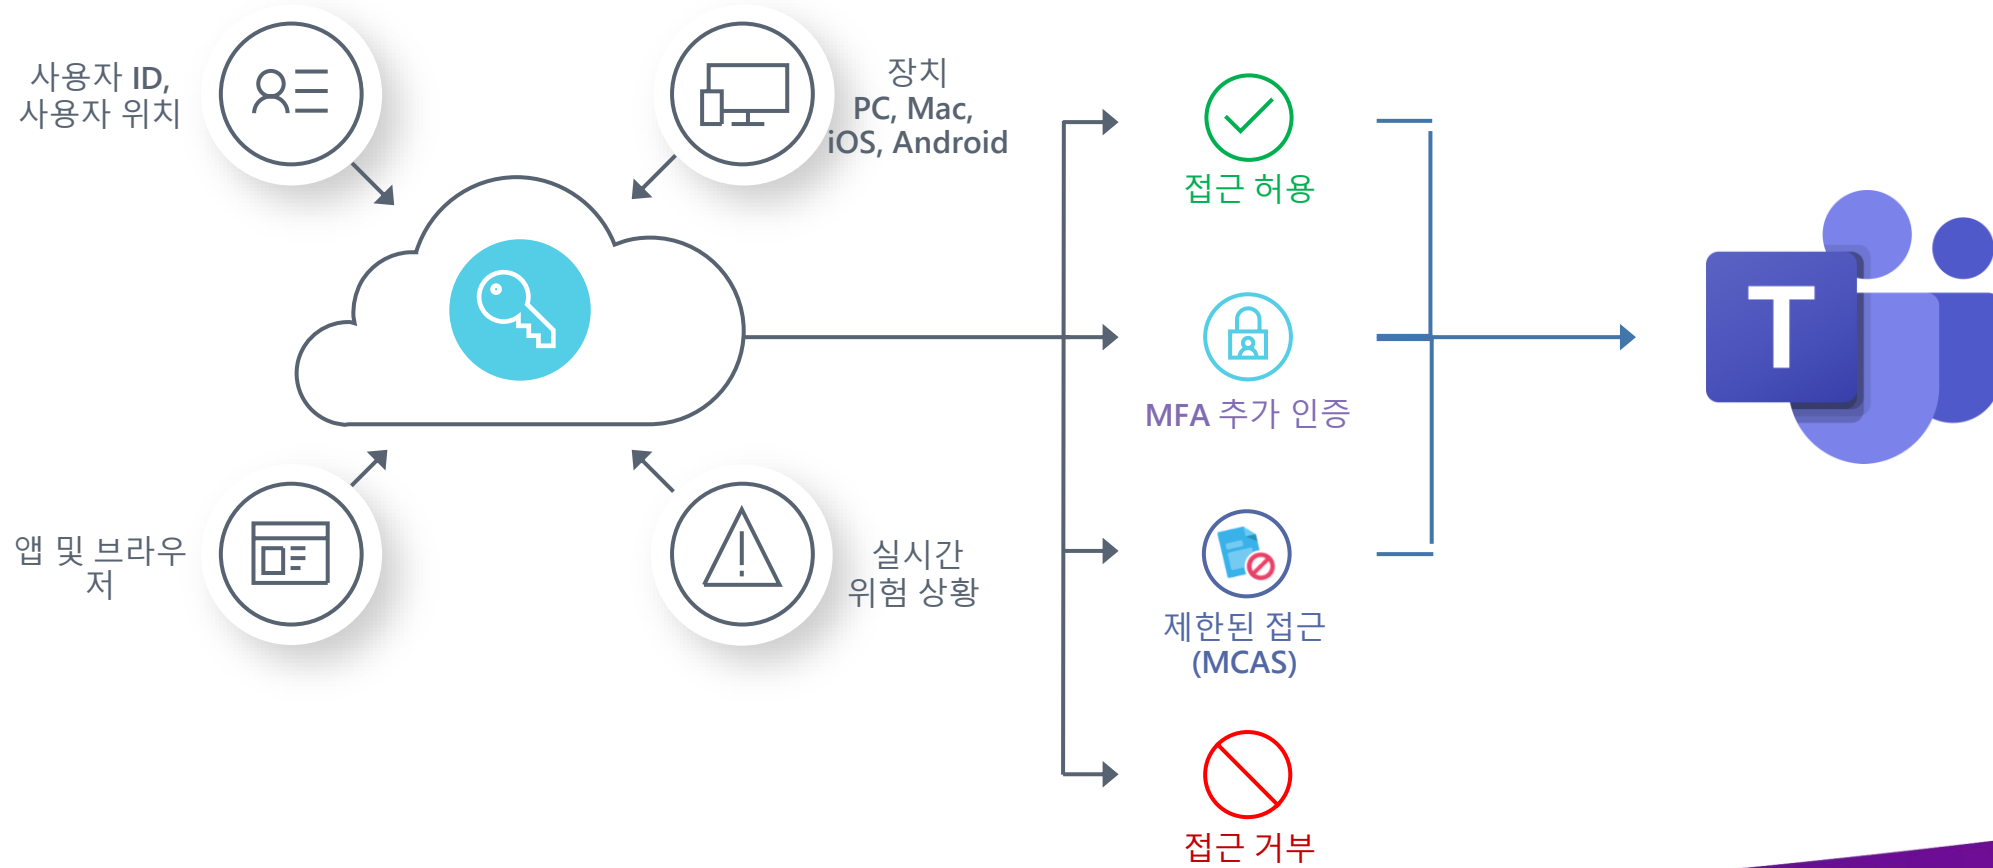 사용자 ID,
사용자 위치
장치
PC, Mac,
iOS, Android
앱 및 브라우
저
실시간
위험 상황
접근 허용
MFA 추가 인증
제한된 접근
(MCAS)
접근 거부
T